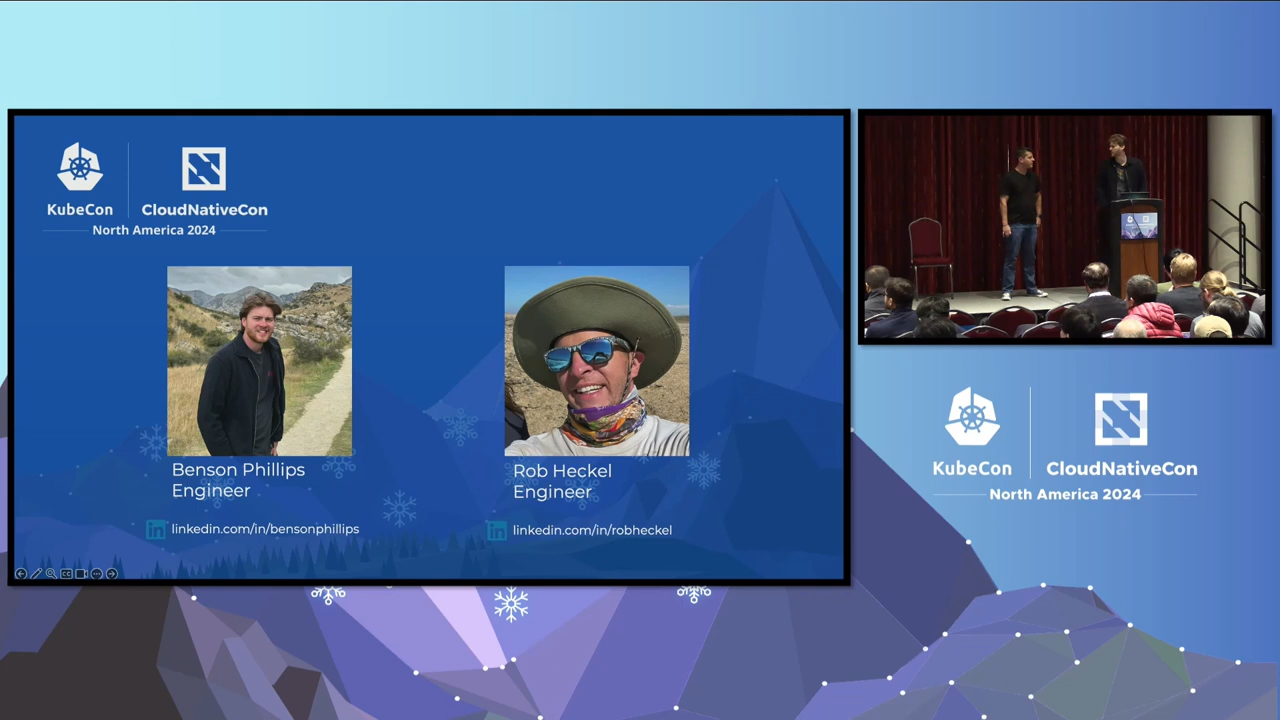 KubeCon
CloudNativeCon
North America 2024
Benson Phillips
Engineer
linkedin.com/in/bensonphillips
Rob Heckel
Engineer
linkedin.com/in/robheckel
KubeCon
CloudNativeCon
North America 2024